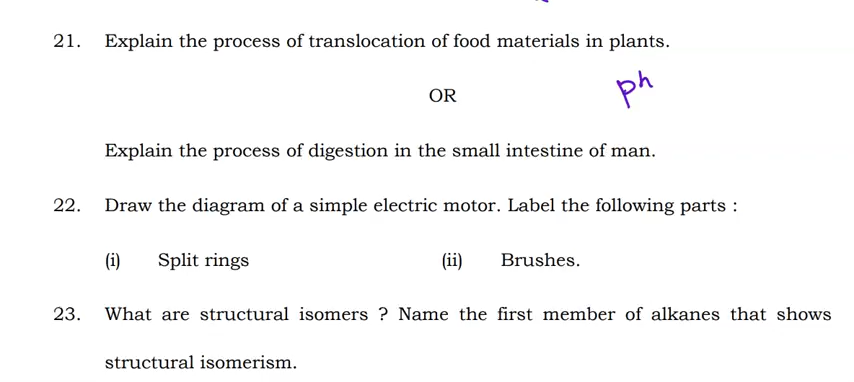 21. Explain the process of translocation of food materials in plants.
OR
ph
Explain the process of digestion in the small intestine of man.
22. Draw the diagram of a simple electric motor. Label the following parts :
(i) Split rings (ii) Brushes.
23. What are structural isomers ? Name the first member of alkanes that shows
structural isomerism.